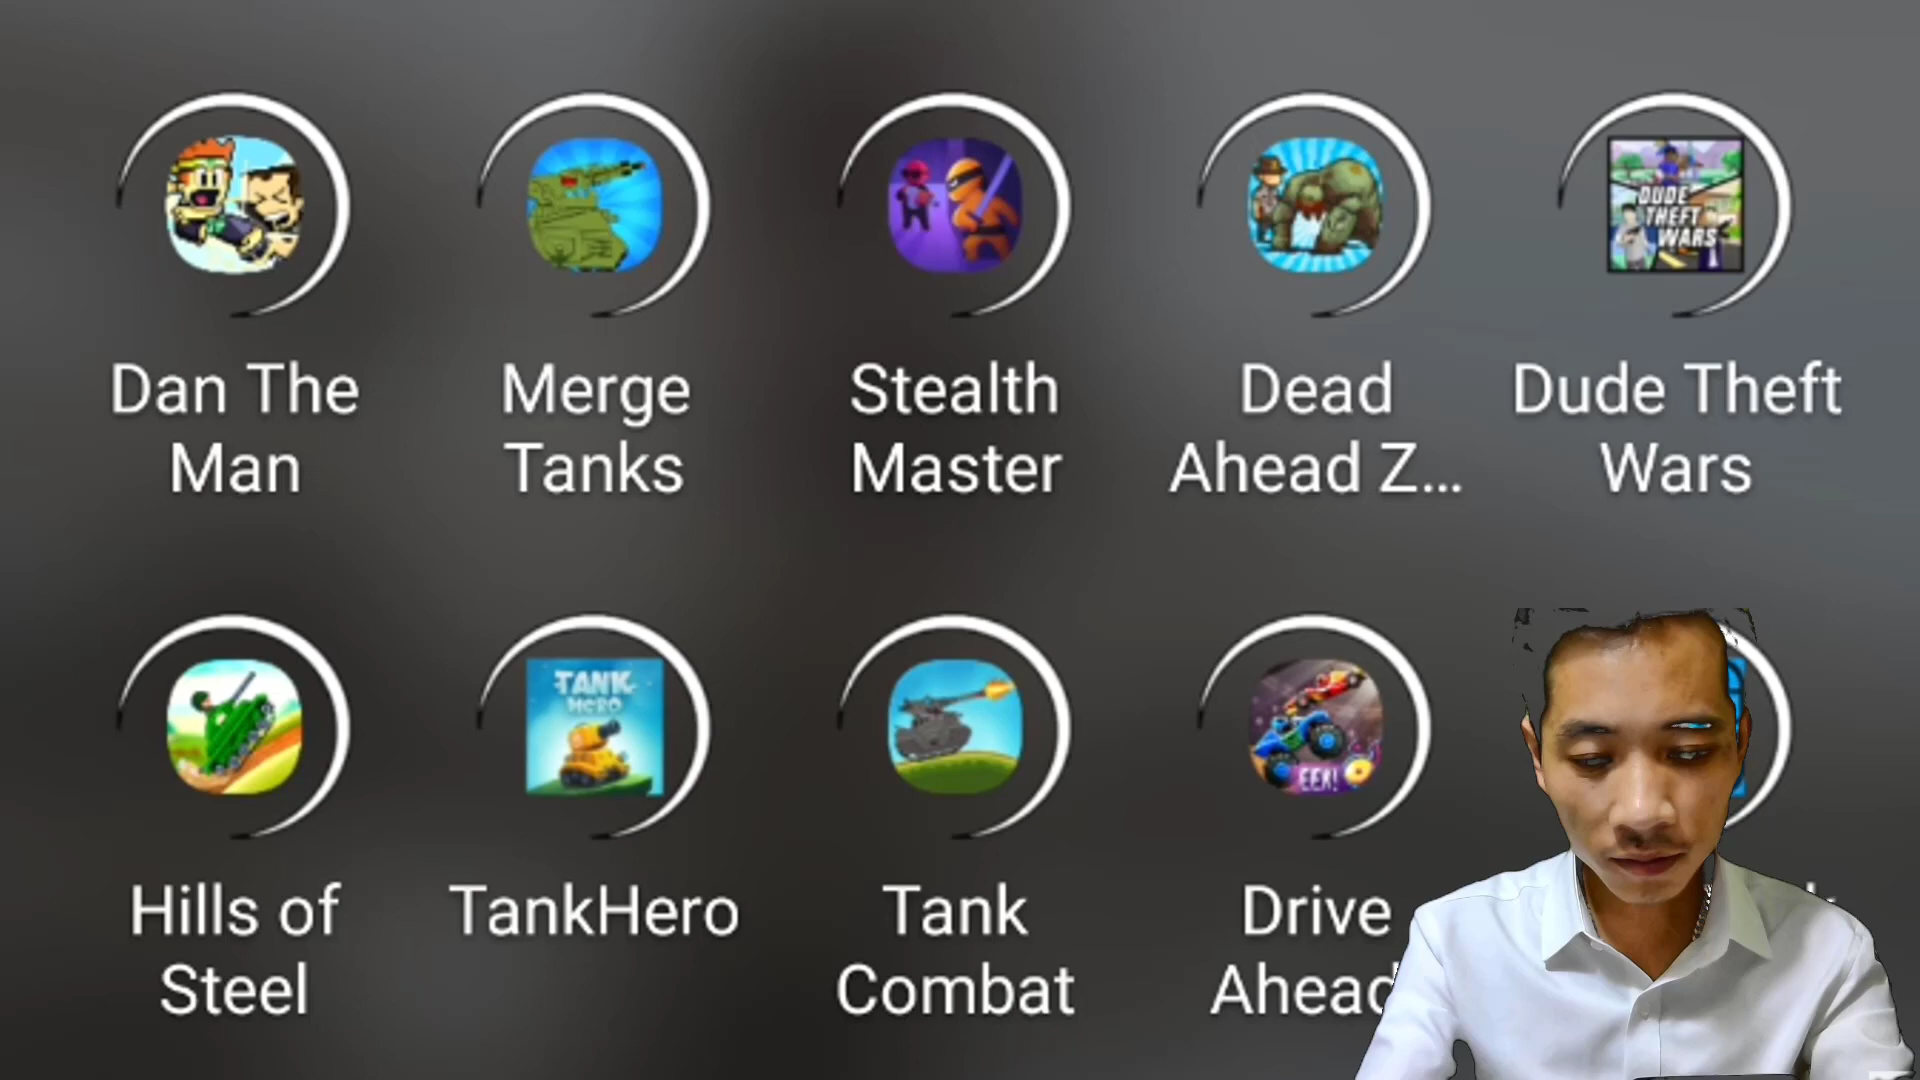 DUDE
THEFT
WARS
Dan The
Man
Merge
Tanks
Stealth
Master
Dead
Ahead Z...
Dude Theft
Wars
TANK
HERO
EEK!
Hills of
Steel
TankHero
Tank
Combat
Drive
Ahead